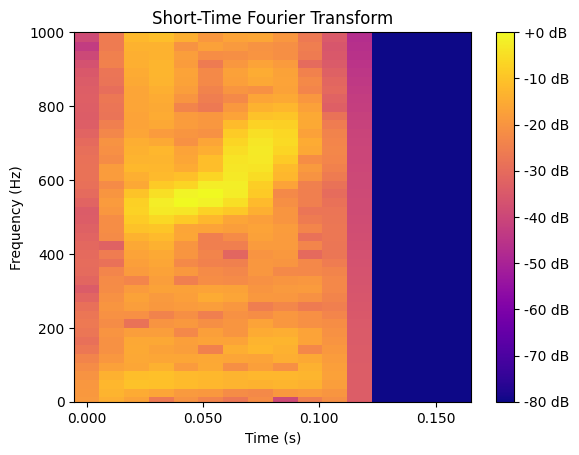 Short-Time Fourier Transform
1000
800
600
400
200
0
Frequency (Hz)
0.000
0.050
0.100
0.150
Time (s)
+0 dB
-10 dB
-20 dB
-30 dB
-40 dB
-50 dB
-60 dB
-70 dB
-80 dB